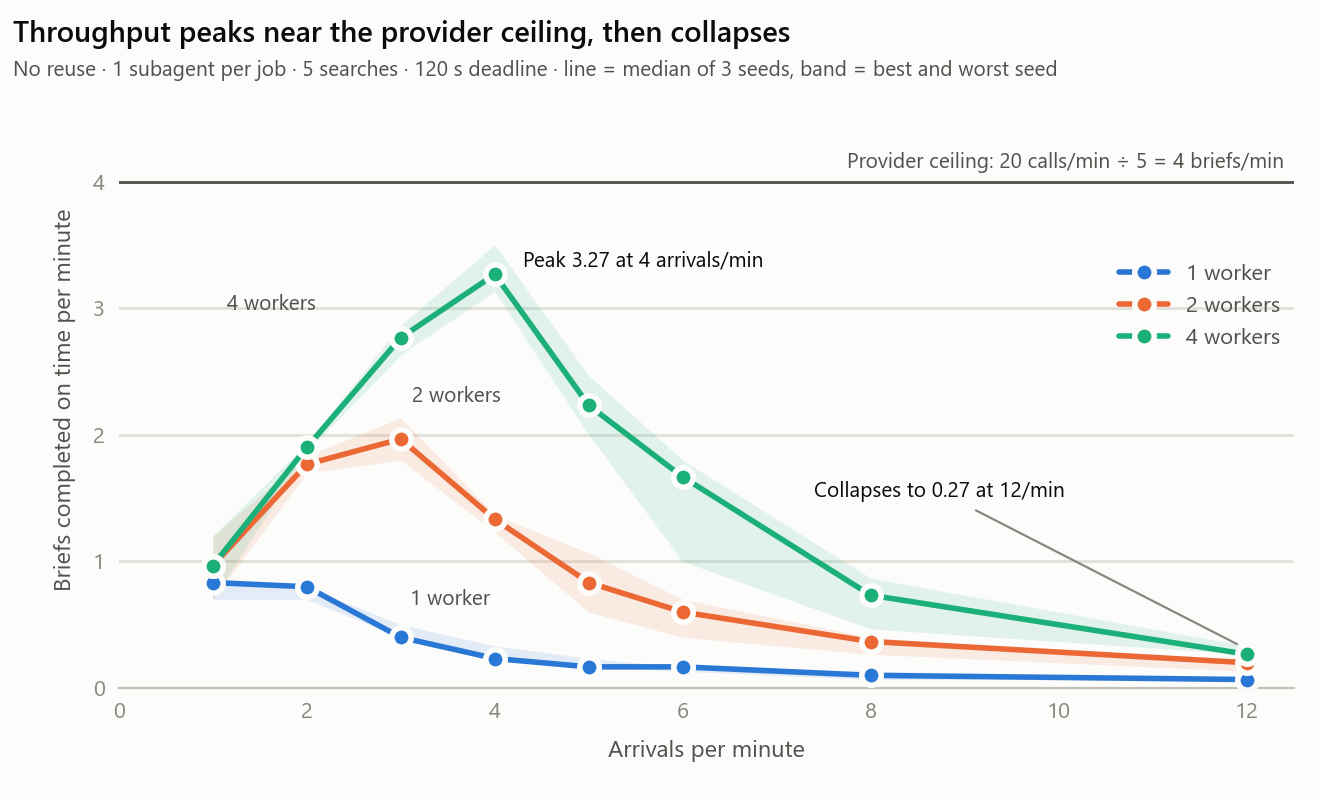 Throughput peaks near the provider ceiling, then collapses
No reuse · 1 subagent per job · 5 searches · 120 s deadline · line = median of 3 seeds, band = best and worst seed
Provider ceiling: 20 calls/min ÷ 5 = 4 briefs/min
4
3
2
1
0
Briefs completed on time per minute
Peak 3.27 at 4 arrivals/min
4 workers
2 workers
1 worker
Collapses to 0.27 at 12/min
1 worker
2 workers
4 workers
0
2
4
6
8
10
12
Arrivals per minute